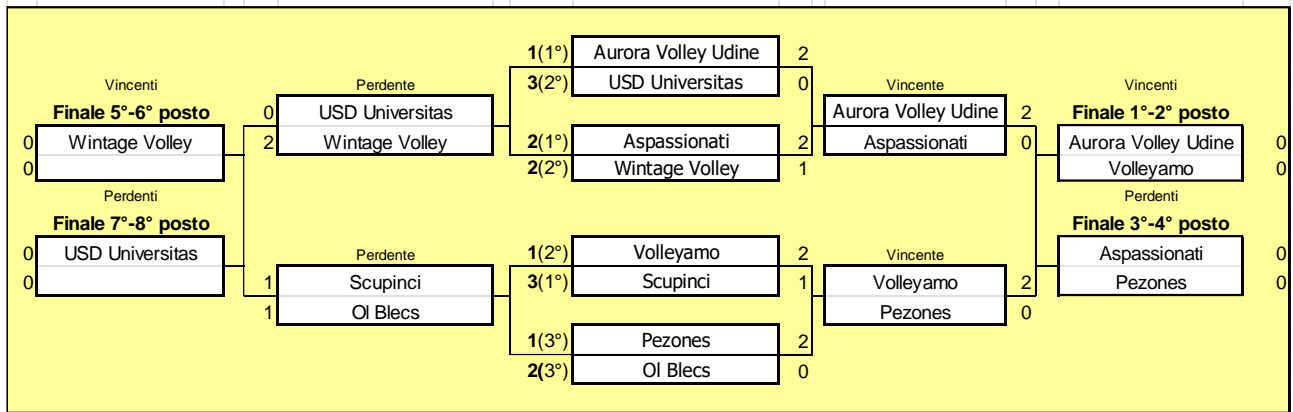 1(1°) Aurora Volley Udine 2
Vincenti Perdente 3(2°) USD Universitas 0 Vincente Vincenti
Finale 5°-6° posto 0 USD Universitas Aurora Volley Udine 2 Finale 1°-2° posto
0 Wintage Volley 2 Wintage Volley 2(1°) Aspassionati 2 Aspassionati 0 Aurora Volley Udine 0
0 2(2°) Wintage Volley 1 Volleyamo 0
Perdenti Perdenti
Finale 7°-8° posto Finale 3°-4° posto
0 USD Universitas Perdente 1(2°) Volleyamo 2 Vincente Aspassionati 0
0 1 Scupinci 3(1°) Scupinci 1 Volleyamo 2 Pezones 0
1 Ol Blecs Pezones 0
1(3°) Pezones 2
2(3°) Ol Blecs 0